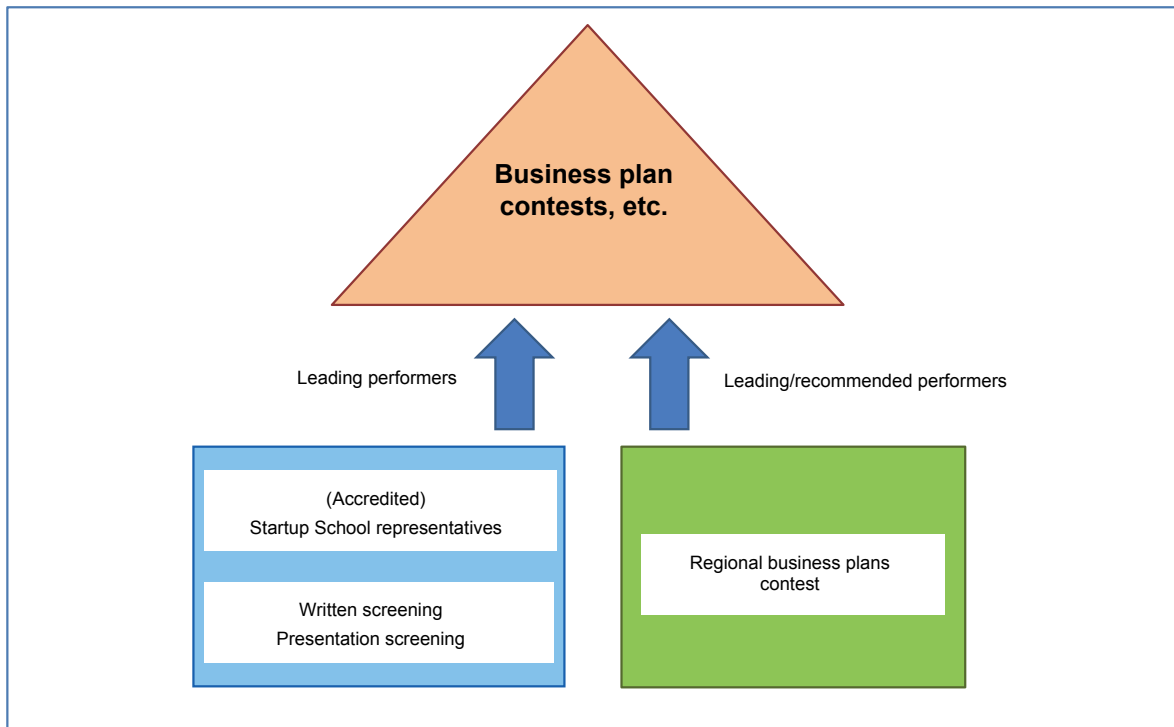 Business plan
contests, etc.
Leading performers
Leading/recommended performers
(Accredited)
Startup School representatives
Written screening
Presentation screening
Regional business plans
contest